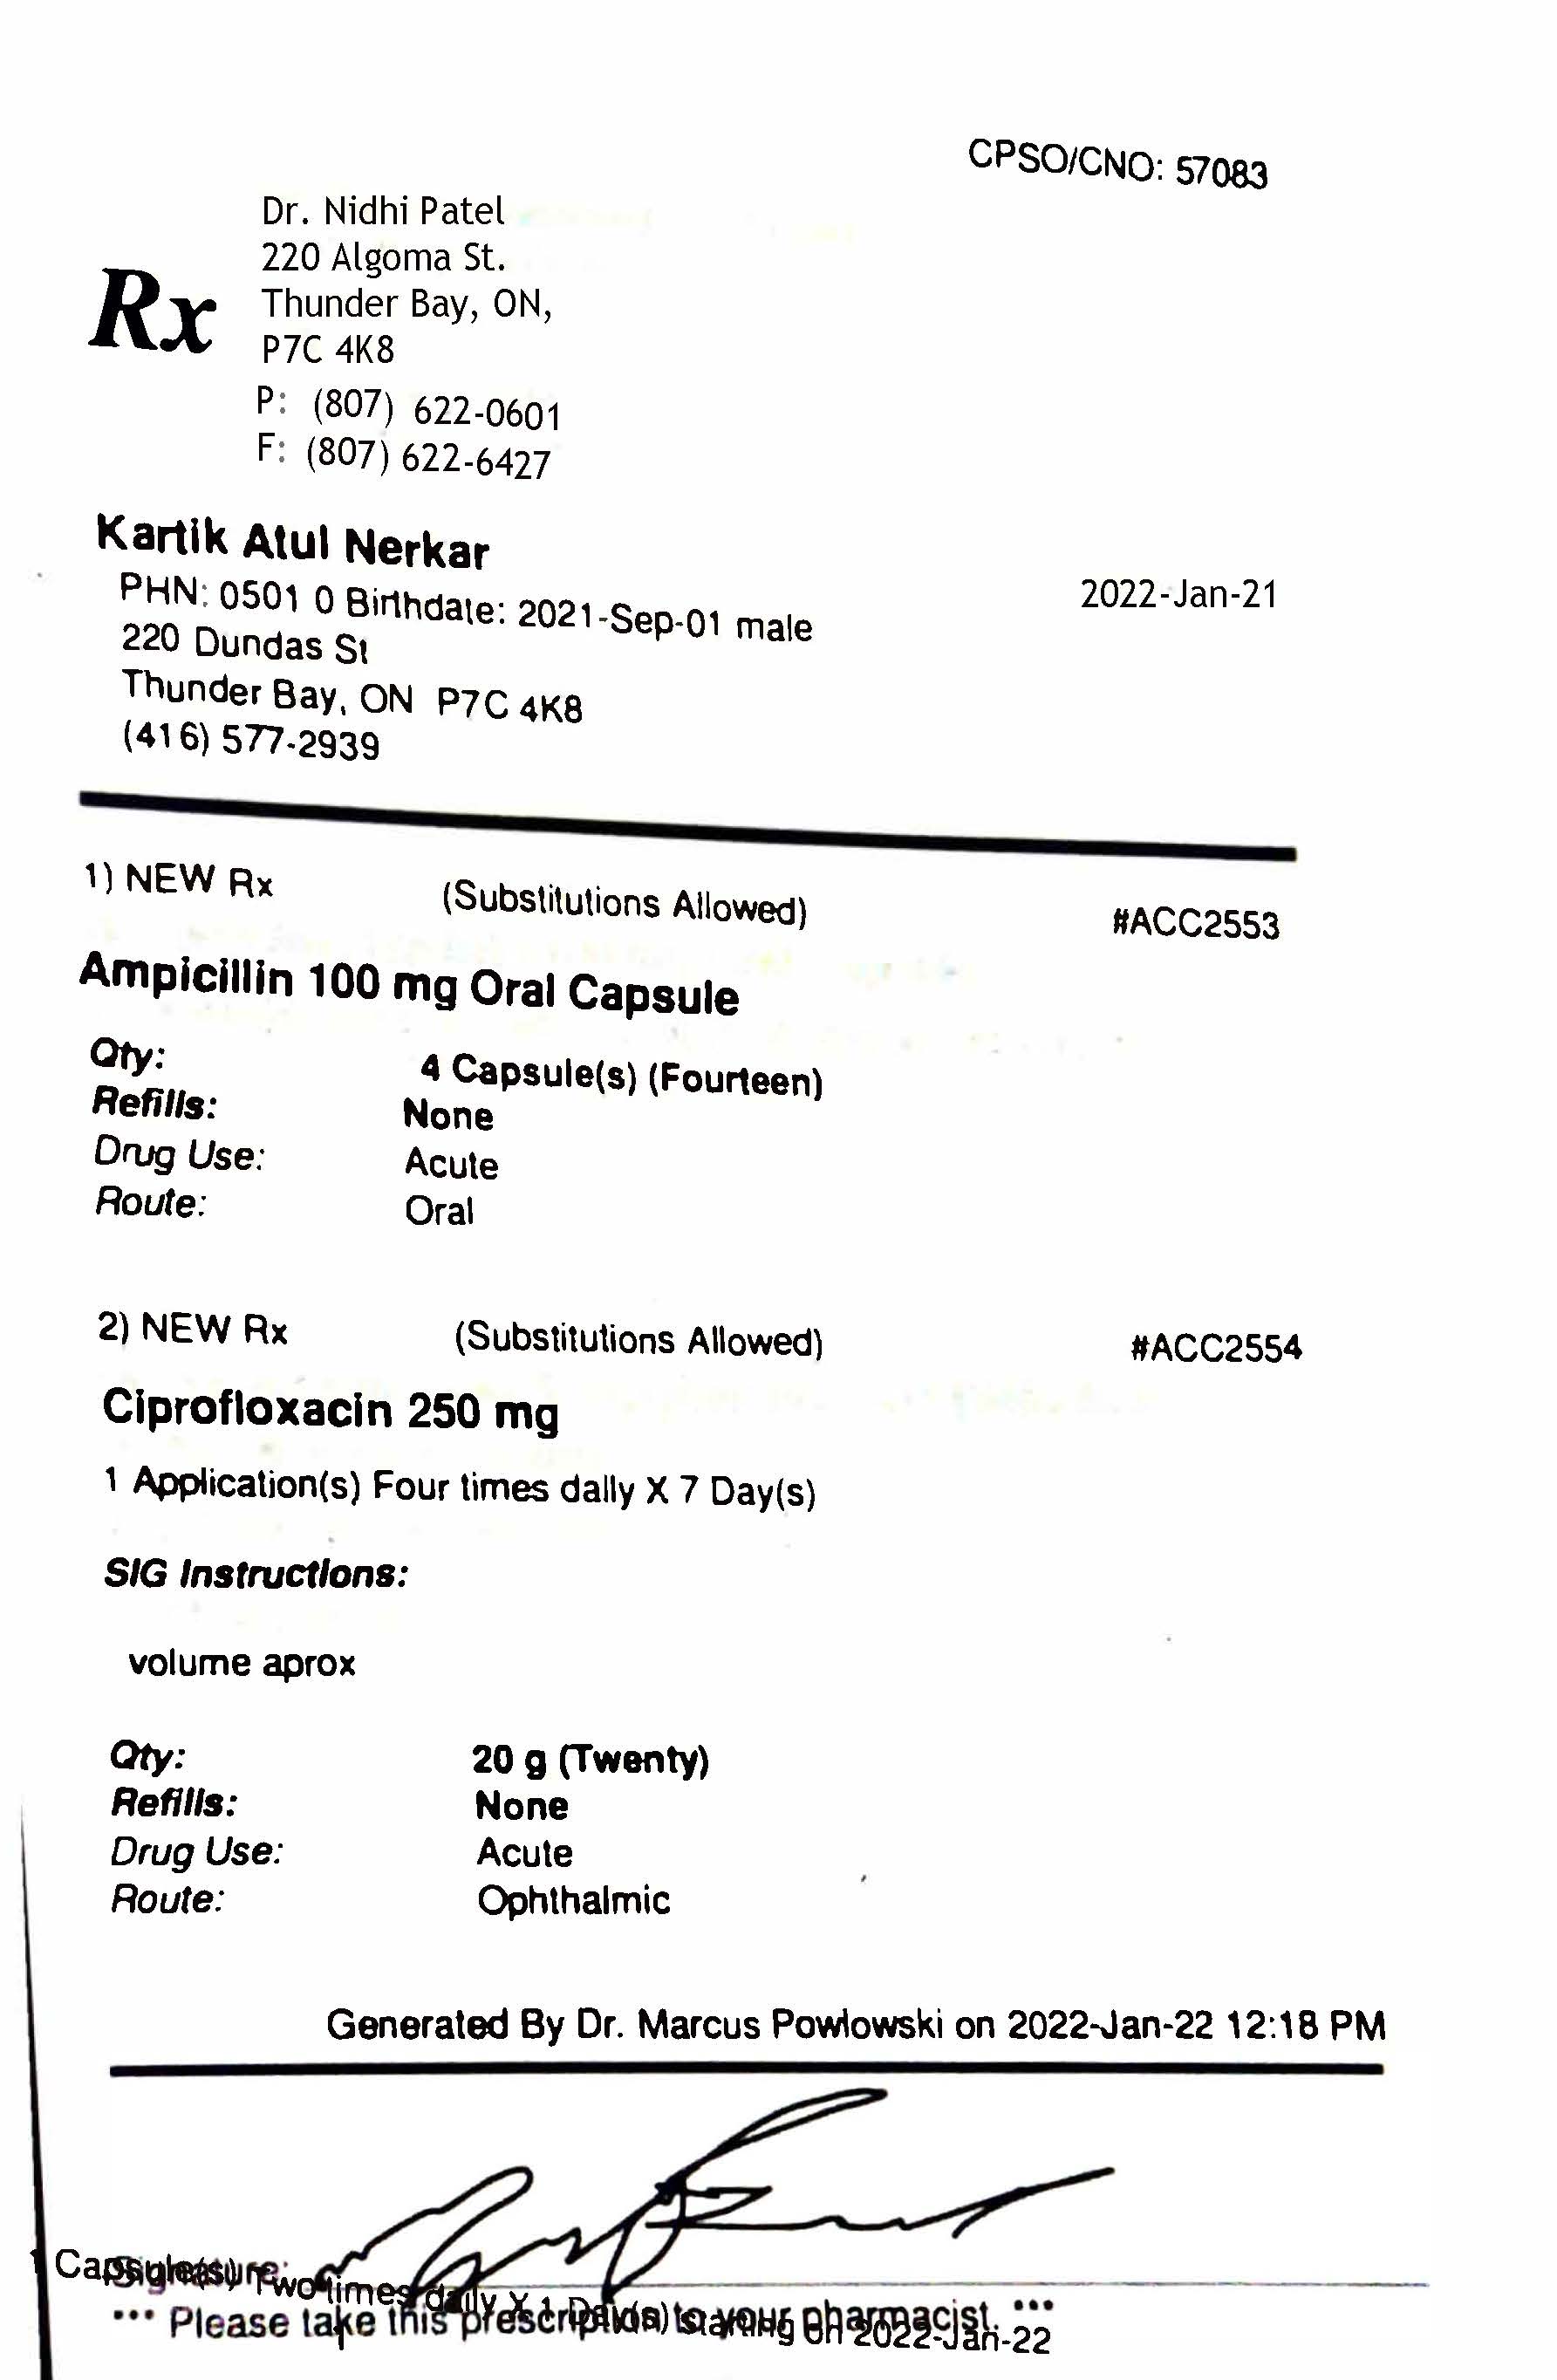 CPSO/CNO: 57083
Dr. Nidhi Patel
220 Algoma St.
Rx
Thunder Bay, ON,
P7C 4K8
P: (807) 622-0601
F: (807) 622-6427
Kartik Atul Nerkar
PHN: 0501 0 Birthdate: 2021-Sep-01 male
2022-Jan-21
220 Dundas St
Thunder Bay, ON P7C 4K8
(416) 577-2939
1) NEW Rx (Substitutions Allowed) #ACC2553
Ampicillin 100 mg Oral Capsule
Qty: 4 Capsule(s) (Fourteen)
Refills: None
Drug Use: Acute
Route: Oral
2) NEW Rx (Substitutions Allowed) #ACC2554
Ciprofloxacin 250 mg
1 Application(s) Four times daily X 7 Day(s)
SIG Instructions:
volume aprox
Qty: 20 g (Twenty)
Refills: None
Drug Use: Acute
Route: Ophthalmic
Generated By Dr. Marcus Powlowski on 2022-Jan-22 12:18 PM
Signature:
1 Capsule(s) Two times daily X 1 Day(s) starting on 2022-Jan-22
*** Please take this prescription to your pharmacist. ***